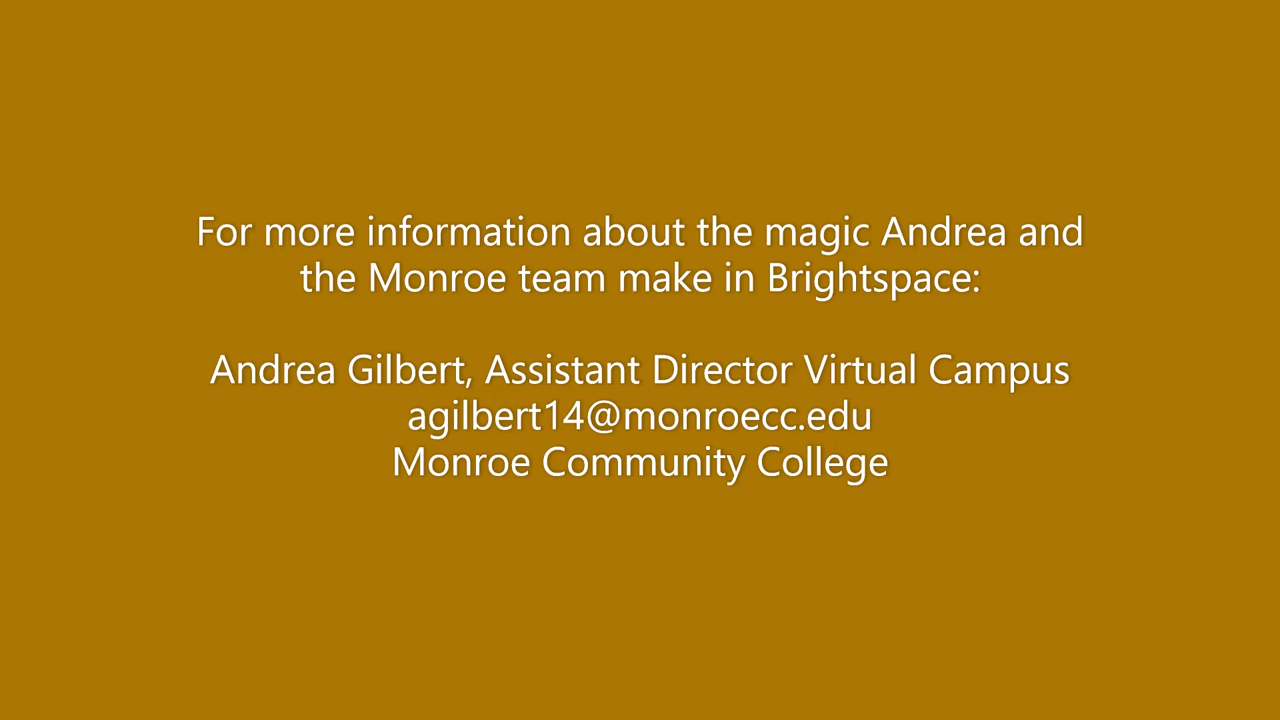 For more information about the magic Andrea and
the Monroe team make in Brightspace:
Andrea Gilbert, Assistant Director Virtual Campus
agilbert14@monroecc.edu
Monroe Community College